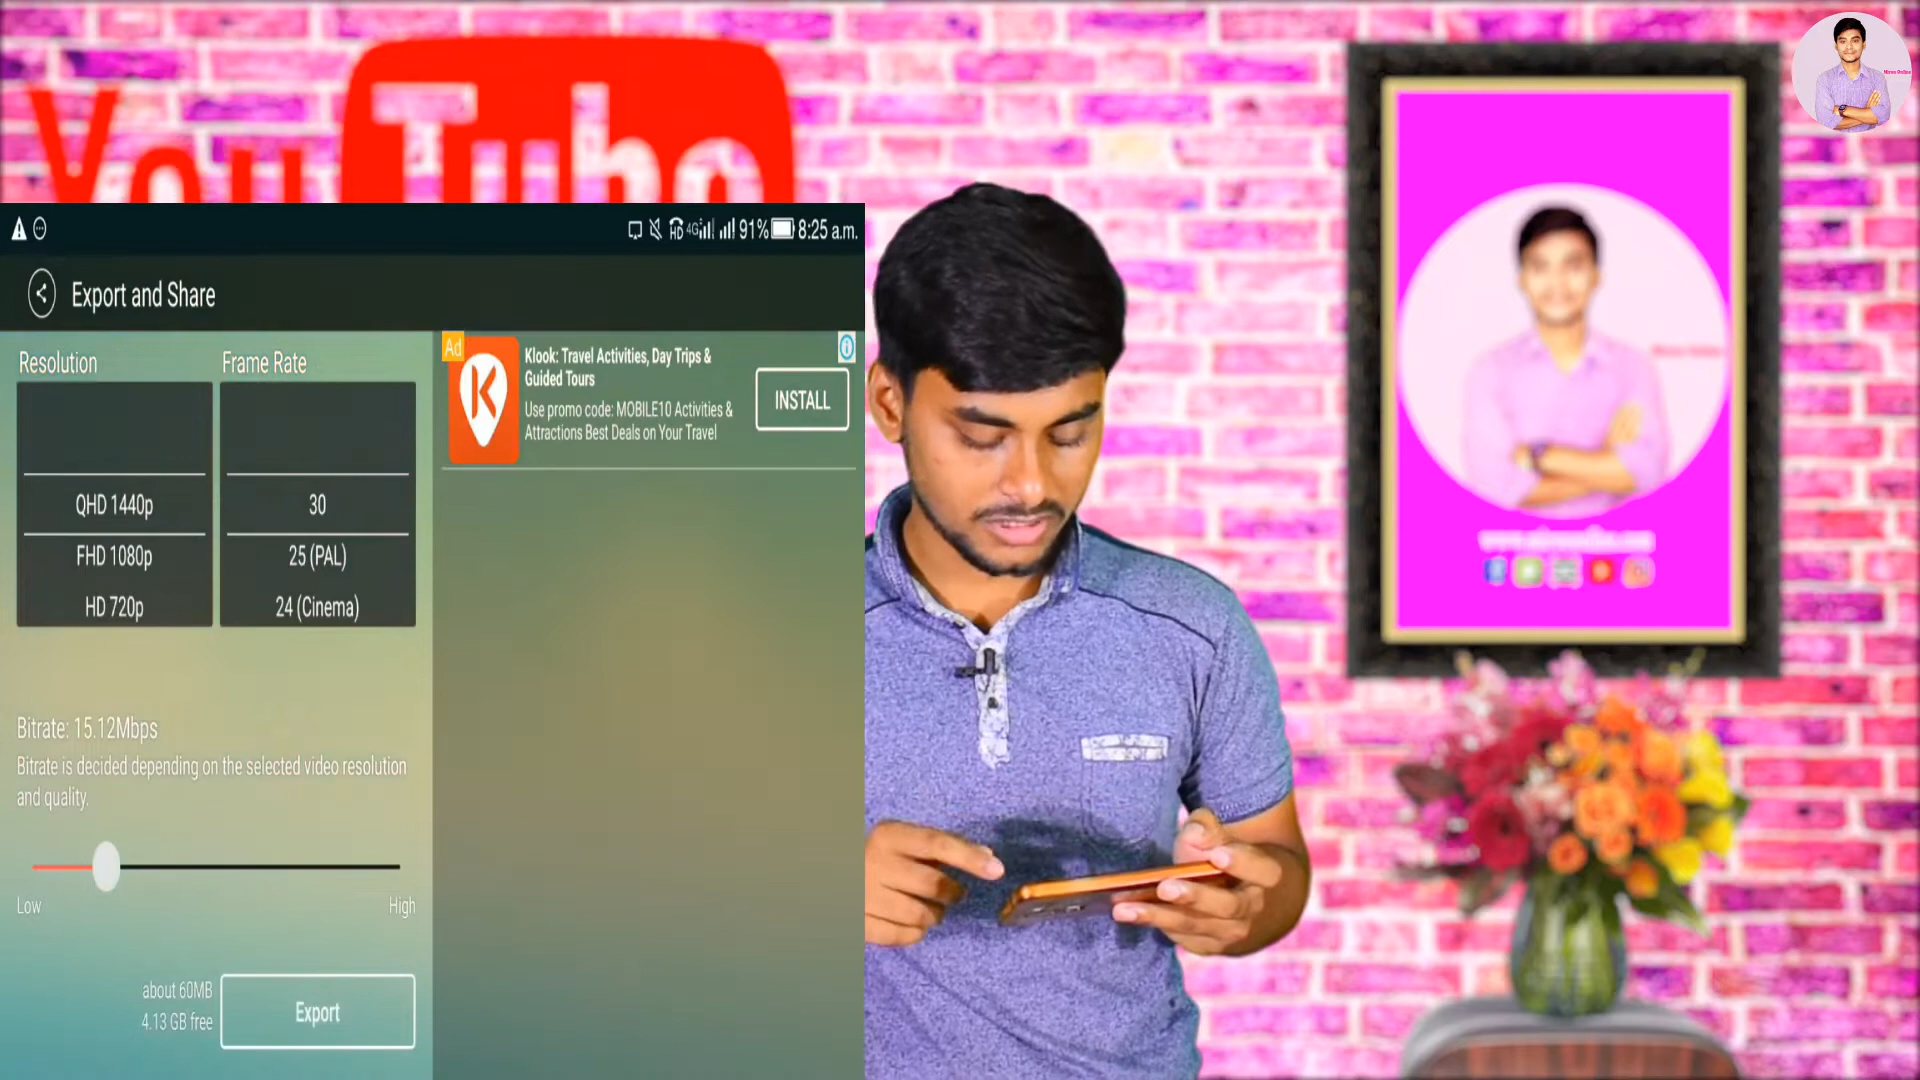 YouTube
91% 8:25 a.m.
Export and Share
Resolution
Frame Rate
QHD 1440p
FHD 1080p
HD 720p
30
25 (PAL)
24 (Cinema)
Bitrate: 15.12Mbps
Bitrate is decided depending on the selected video resolution
and quality.
Low
High
about 60MB
4.13 GB free
Export
Ad
Klook: Travel Activities, Day Trips &
Guided Tours
Use promo code: MOBILE10 Activities &
Attractions Best Deals on Your Travel
INSTALL